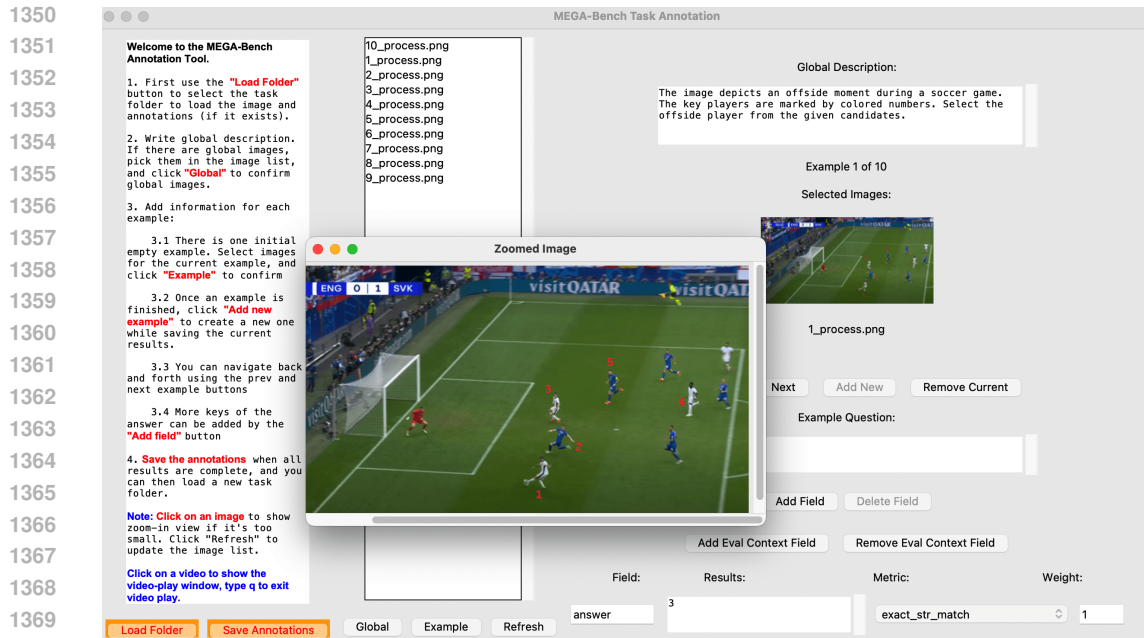 1350
1351
1352
1353
1354
1355
1356
1357
1358
1359
1360
1361
1362
1363
1364
1365
1366
1367
1368
1369
MEGA-Bench Task Annotation
Welcome to the MEGA-Bench
Annotation Tool.
1. First use the "Load Folder"
button to select the task
folder to load the image and
annotations (if it exists).
2. Write global description.
If there are global images,
pick them in the image list,
and click "Global" to confirm
global images.
3. Add information for each
example:
3.1 There is one initial
empty example. Select images
for the current example, and
click "Example" to confirm
3.2 Once an example is
finished, click "Add new
example" to create a new one
while saving the current
results.
3.3 You can navigate back
and forth using the prev and
next example buttons
3.4 More keys of the
answer can be added by the
"Add field" button
4. Save the annotations when all
results are complete, and you
can then load a new task
folder.
Note: Click on an image to show
zoom-in view if it's too
small. Click "Refresh" to
update the image list.
Click on a video to show the
video-play window, type q to exit
video play.
Load Folder
Save Annotations
10_process.png
1_process.png
2_process.png
3_process.png
4_process.png
5_process.png
6_process.png
7_process.png
8_process.png
9_process.png
Global
Example
Refresh
Zoomed Image
ENG 0 1 SVK
visit QATAR
visit QAT
5
3
4
2
1
Global Description:
The image depicts an offside moment during a soccer game.
The key players are marked by colored numbers. Select the
offside player from the given candidates.
Example 1 of 10
Selected Images:
1_process.png
Next
Add New
Remove Current
Example Question:
Add Field
Delete Field
Add Eval Context Field
Remove Eval Context Field
Field:
Results:
Metric:
Weight:
answer
3
exact_str_match
1